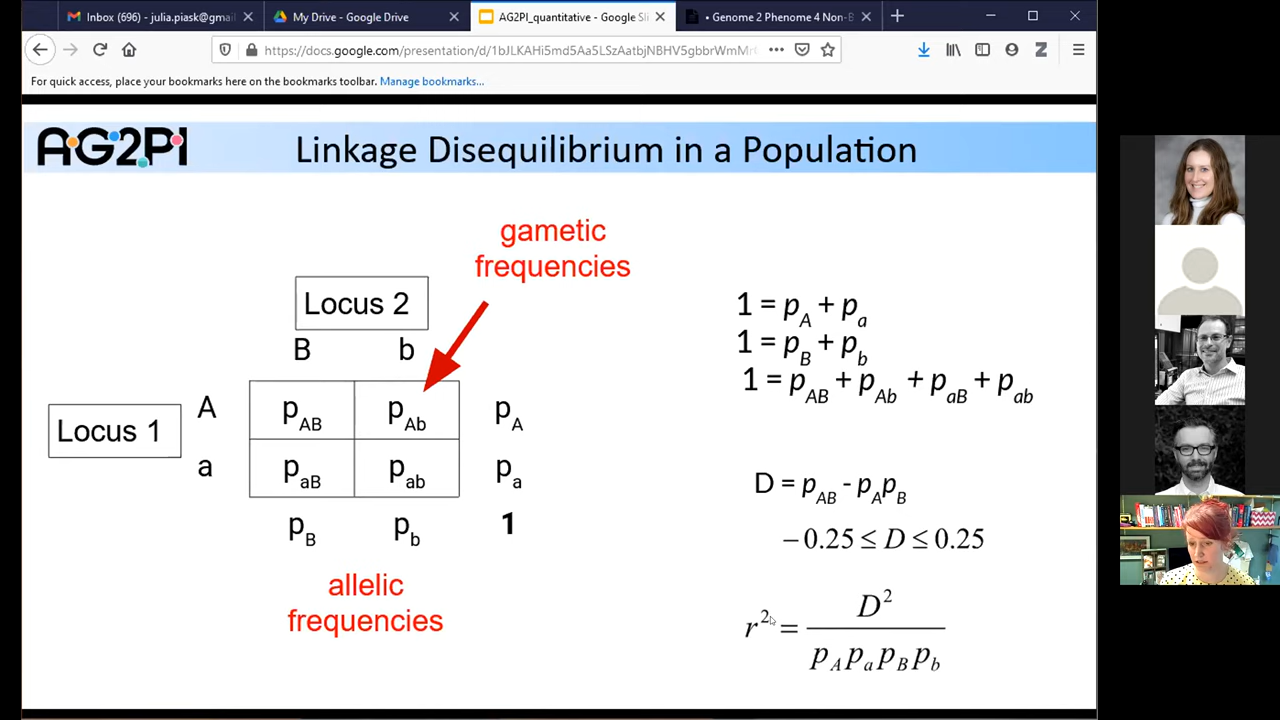 Inbox (696) - julia.piask@gmail
My Drive - Google Drive
AG2PI_quantitative - Google Sli
• Genome 2 Phenome 4 Non-B
https://docs.google.com/presentation/d/1bJLKAHi5md5Aa5LSzAatbjNBHV5gbbrWmMr
For quick access, place your bookmarks here on the bookmarks toolbar. Manage bookmarks...
AG2PI
Linkage Disequilibrium in a Population
gametic
frequencies
Locus 2
B b
Locus 1
A p_AB p_Ab p_A
a p_aB p_ab p_a
p_B p_b 1
allelic
frequencies
1 = p_A + p_a
1 = p_B + p_b
1 = p_AB + p_Ab + p_aB + p_ab
D = p_AB - p_A p_B
– 0.25 ≤ D ≤ 0.25
r² = D² / p_A p_a p_B p_b